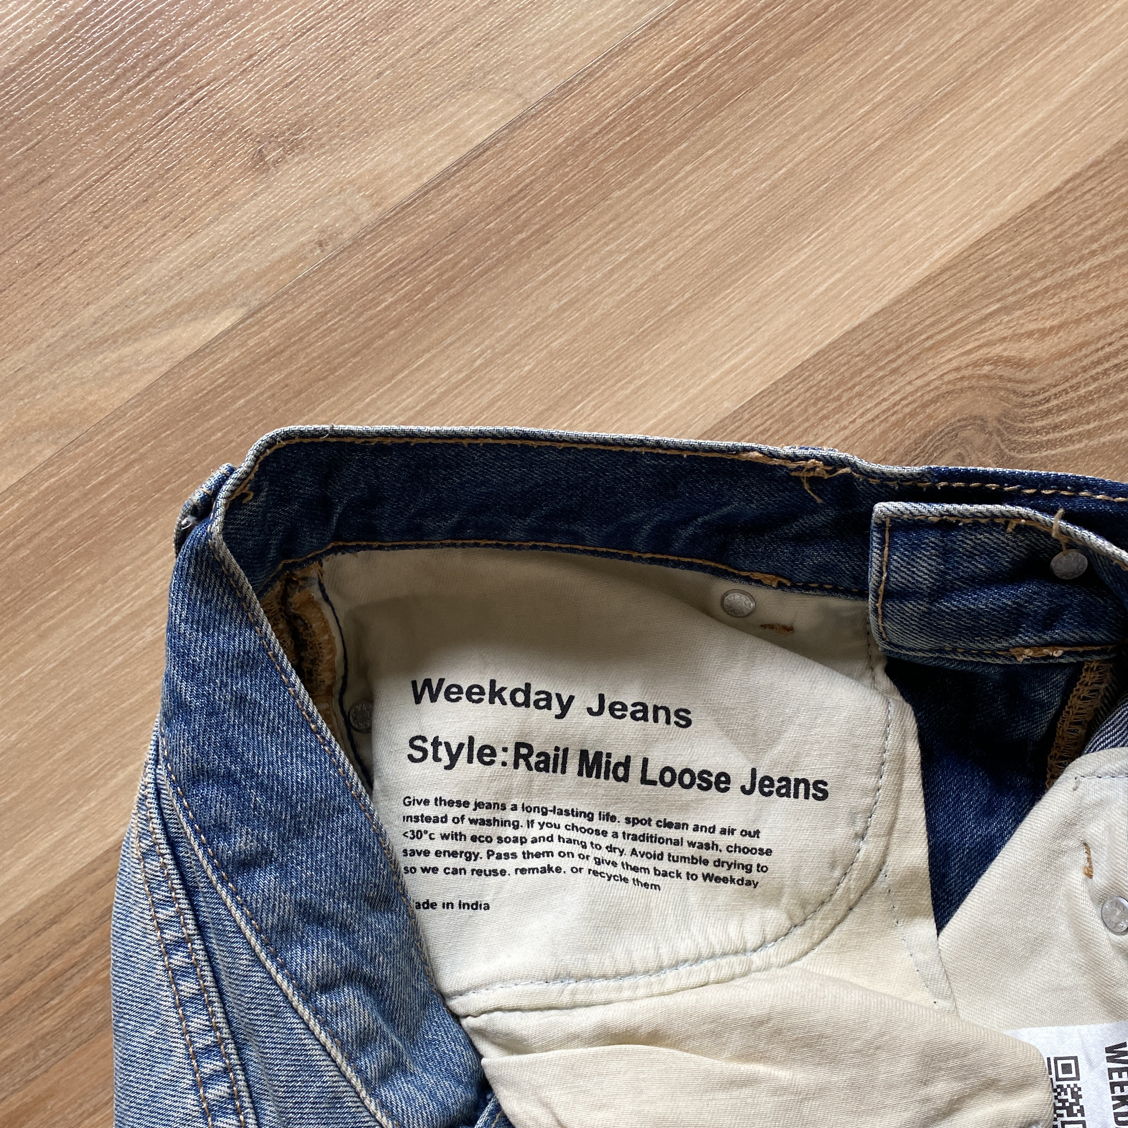 Weekday Jeans
Style:Rail Mid Loose Jeans
Give these jeans a long-lasting life. spot clean and air out
instead of washing. If you choose a traditional wash, choose
<30°c with eco soap and hang to dry. Avoid tumble drying to
save energy. Pass them on or give them back to Weekday
so we can reuse. remake. or recycle them
ade in India
WEEKD